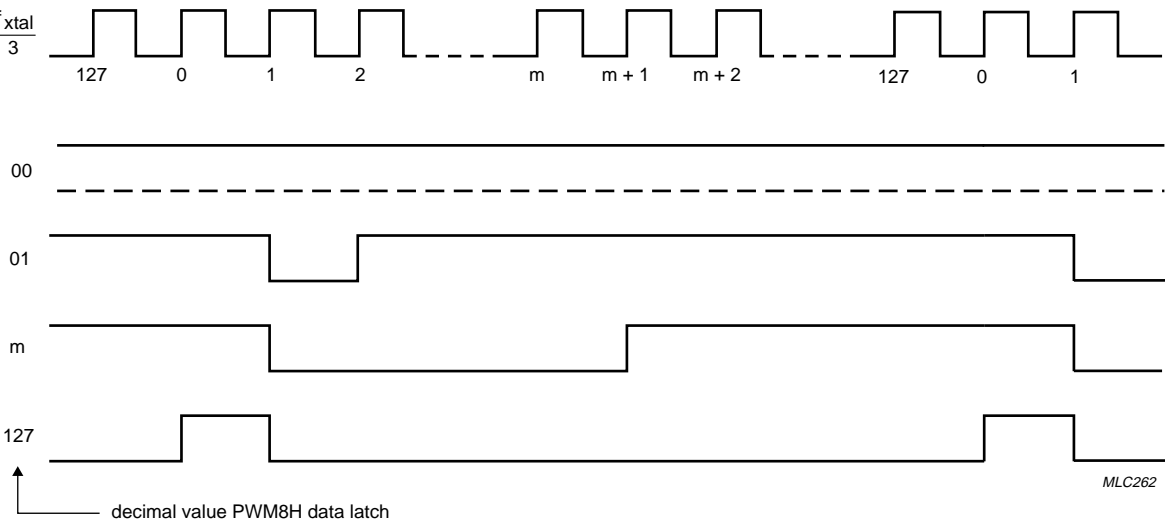 f xtal
3
127 0 1 2 m m + 1 m + 2 127 0 1
00
01
m
127
MLC262
decimal value PWM8H data latch